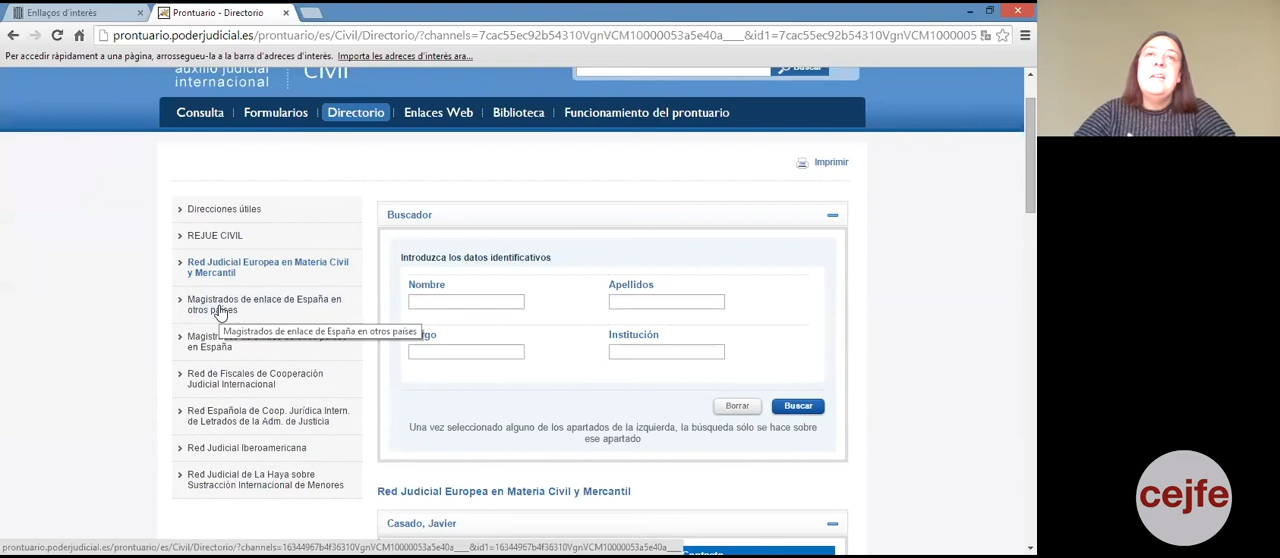 Enllaços d'interès
Prontuario - Directorio
prontuario.poderjudicial.es/prontuario/es/Civil/Directorio/?channels=7cac55ec92b54310VgnVCM10000053a5e40a____&id1=7cac55ec92b54310VgnVCM1000005
Per accedir ràpidament a una pàgina, arrossegueu-la a la barra d'adreces d'interès.   Importa les adreces d'interès ara...
auxilio judicial
internacional
CIVIL
Buscar
Consulta
Formularios
Directorio
Enlaces Web
Biblioteca
Funcionamiento del prontuario
Imprimir
Direcciones útiles
REJUE CIVIL
Red Judicial Europea en Materia Civil
y Mercantil
Magistrados de enlace de España en
otros países
Magistrados de enlace de España en otros países
en España
Red de Fiscales de Cooperación
Judicial Internacional
Red Española de Coop. Jurídica Intern.
de Letrados de la Adm. de Justicia
Red Judicial Iberoamericana
Red Judicial de La Haya sobre
Sustracción Internacional de Menores
Buscador
Introduzca los datos identificativos
Nombre
Apellidos
Institución
Borrar
Buscar
Una vez seleccionado alguno de los apartados de la izquierda, la búsqueda sólo se hace sobre
ese apartado
Red Judicial Europea en Materia Civil y Mercantil
Casado, Javier
Contacto
prontuario.poderjudicial.es/prontuario/es/Civil/Directorio/?channels=16344967b4f36310VgnVCM10000053a5e40a____&id1=16344967b4f36310VgnVCM10000053a5e40a____
cejfe